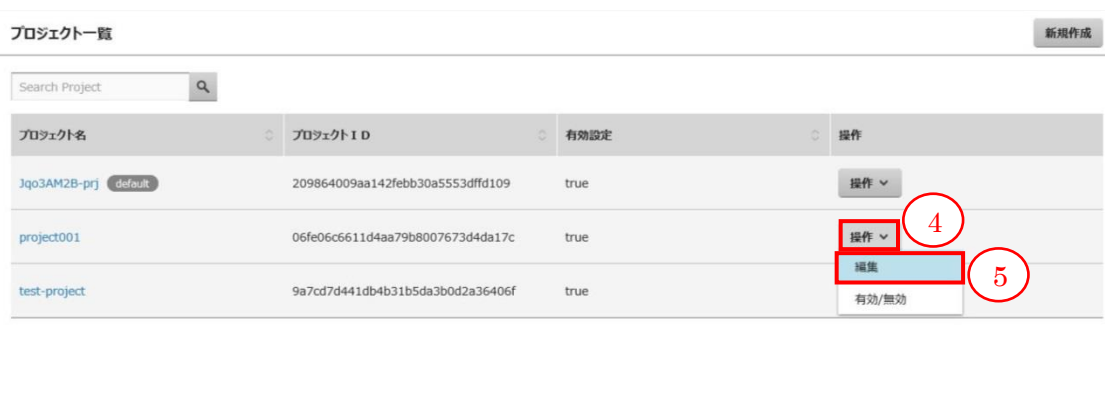 プロジェクト一覧
新規作成
Search Project
プロジェクト名 プロジェクトID 有効設定 操作
Jqo3AM2B-prj default 209864009aa142febb30a5553dffd109 true 操作
project001 06fe06c6611d4aa79b8007673d4da17c true 操作 4
編集 5
test-project 9a7cd7d441db4b31b5da3b0d2a36406f true
有効/無効